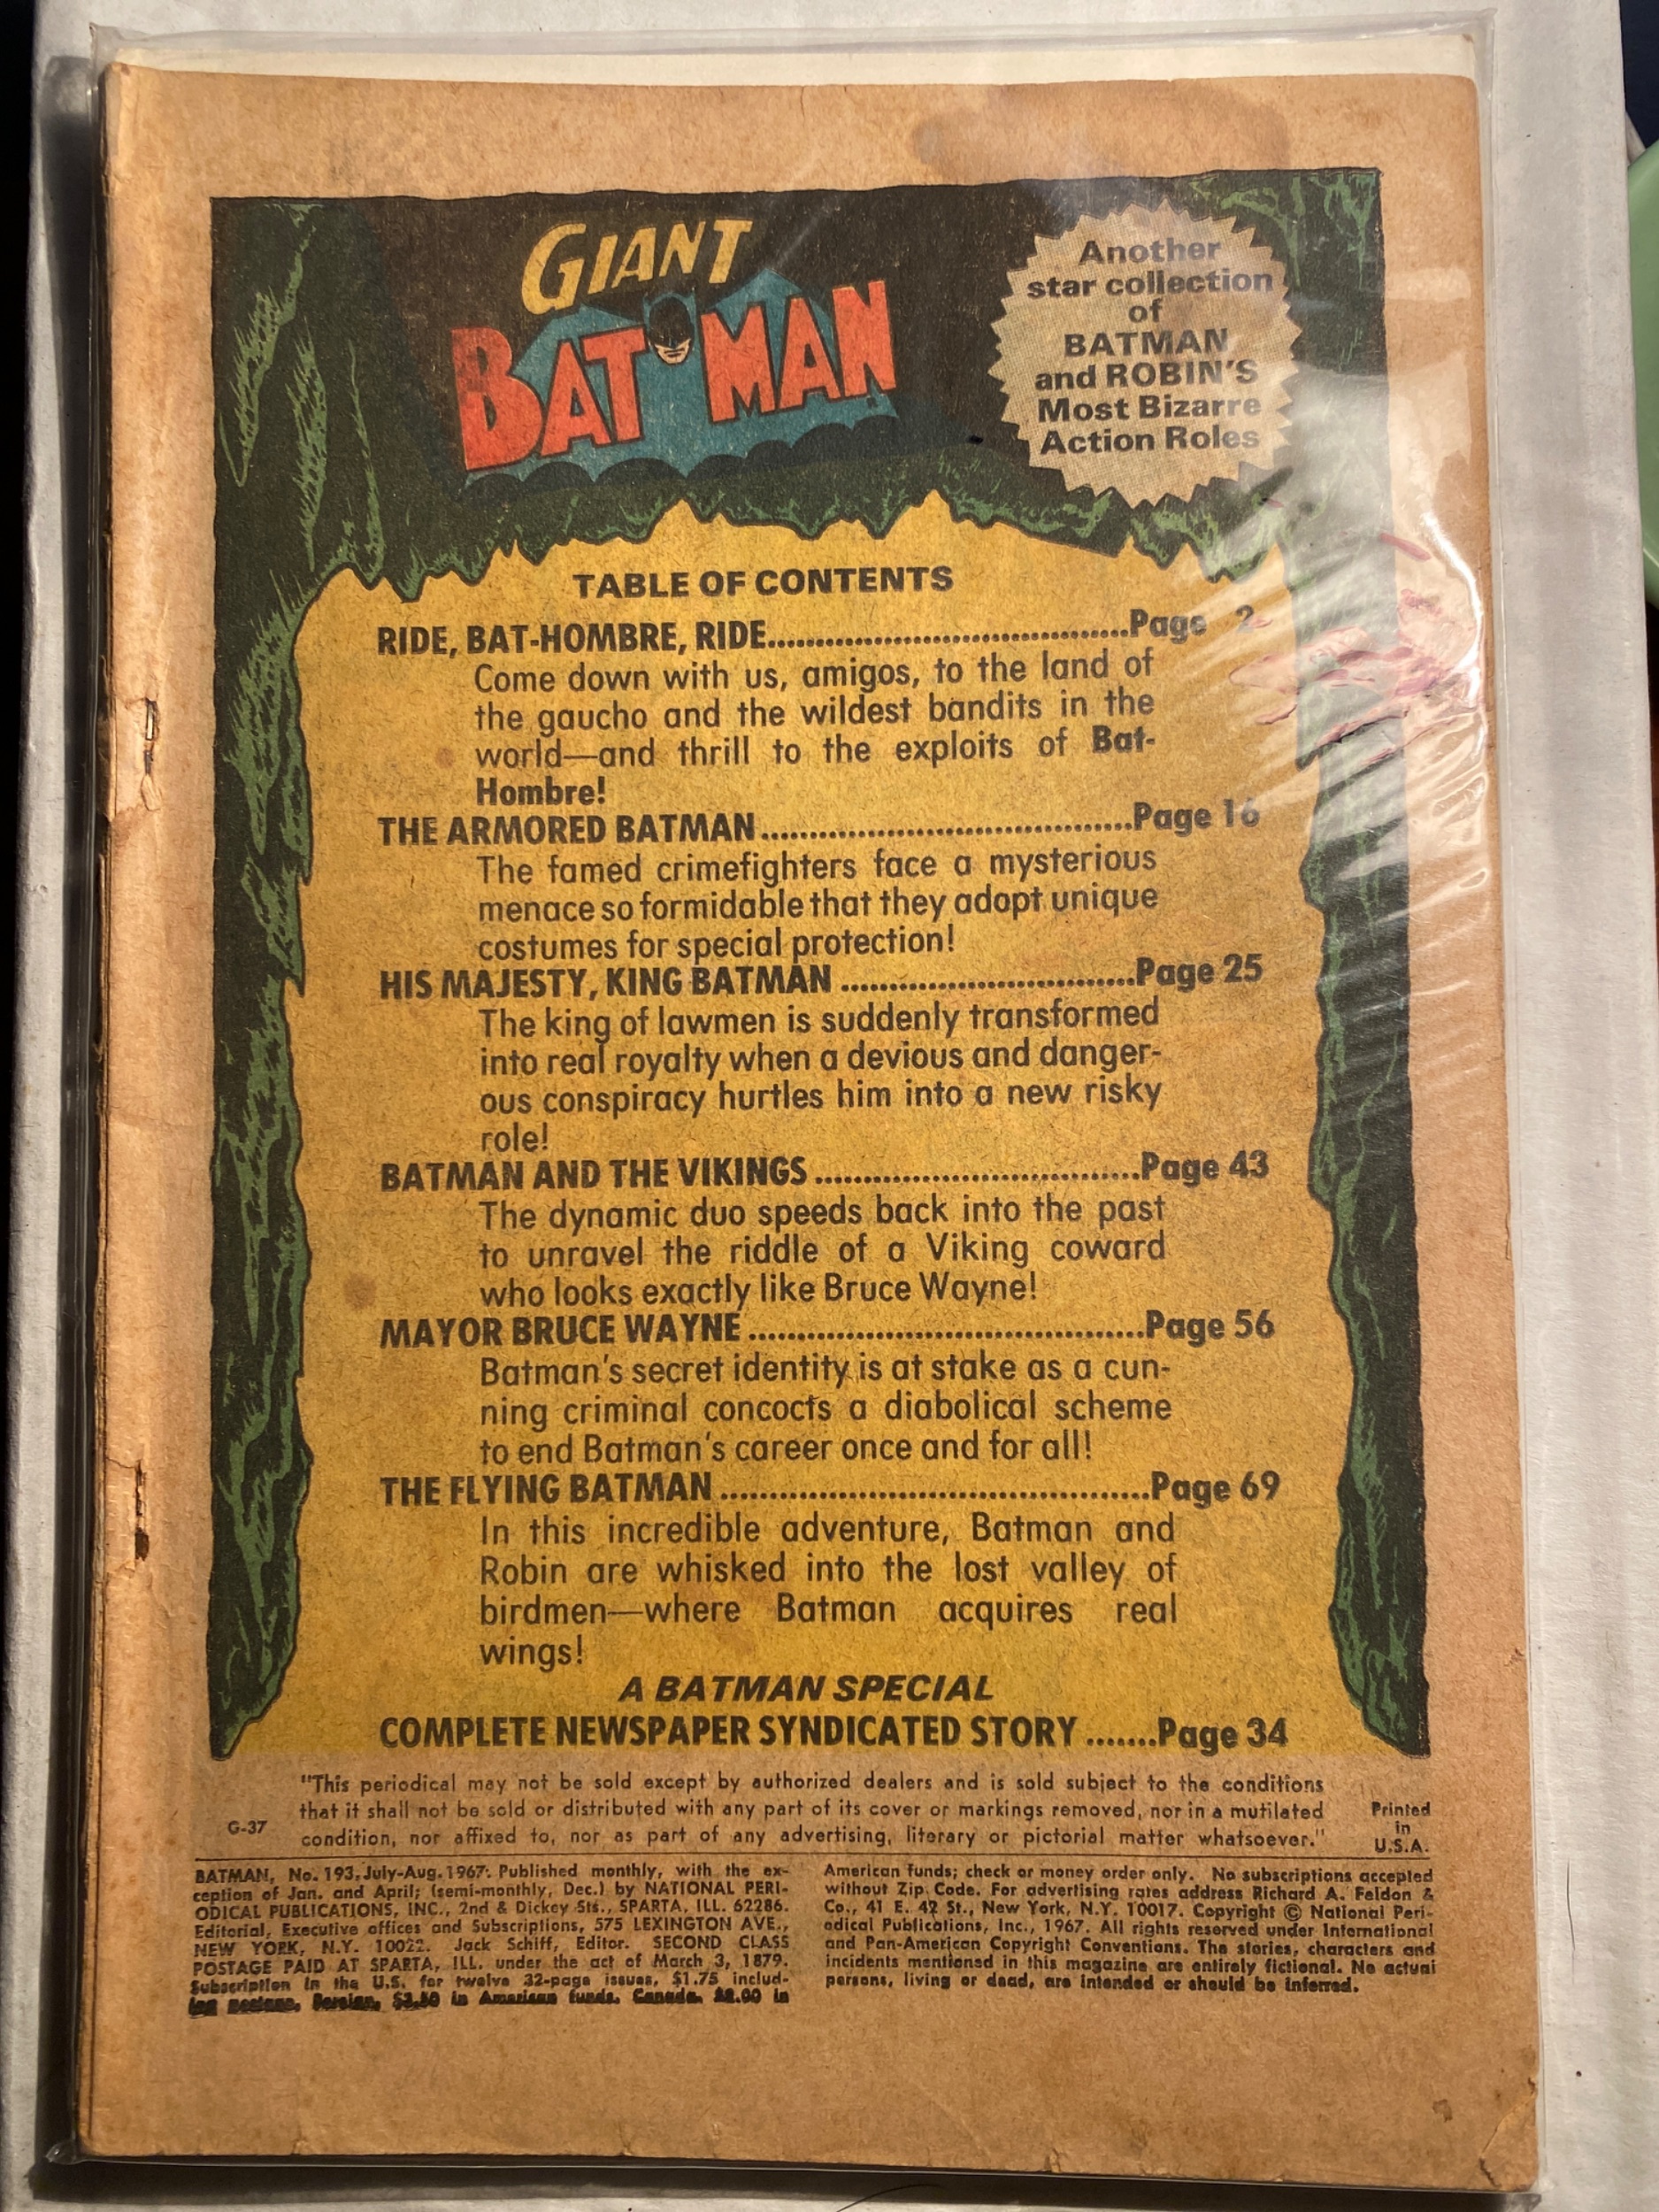 GIANT
BATMAN
Another
star collection
of
BATMAN
and ROBIN'S
Most Bizarre
Action Roles
TABLE OF CONTENTS
RIDE, BAT-HOMBRE, RIDE.....................................Page 2
Come down with us, amigos, to the land of
the gaucho and the wildest bandits in the
world—and thrill to the exploits of Bat-
Hombre!
THE ARMORED BATMAN......................................Page 16
The famed crimefighters face a mysterious
menace so formidable that they adopt unique
costumes for special protection!
HIS MAJESTY, KING BATMAN ..............................Page 25
The king of lawmen is suddenly transformed
into real royalty when a devious and danger-
ous conspiracy hurtles him into a new risky
role!
BATMAN AND THE VIKINGS .................................Page 43
The dynamic duo speeds back into the past
to unravel the riddle of a Viking coward
who looks exactly like Bruce Wayne!
MAYOR BRUCE WAYNE .........................................Page 56
Batman's secret identity is at stake as a cun-
ning criminal concocts a diabolical scheme
to end Batman's career once and for all!
THE FLYING BATMAN ............................................Page 69
In this incredible adventure, Batman and
Robin are whisked into the lost valley of
birdmen—where Batman acquires real
wings!
A BATMAN SPECIAL
COMPLETE NEWSPAPER SYNDICATED STORY .......Page 34
"This periodical may not be sold except by authorized dealers and is sold subject to the conditions
that it shall not be sold or distributed with any part of its cover or markings removed, nor in a mutilated
condition, nor affixed to, nor as part of any advertising, literary or pictorial matter whatsoever."
G-37
Printed
in
U.S.A.
BATMAN, No. 193, July-Aug. 1967. Published monthly, with the ex-
ception of Jan. and April; (semi-monthly, Dec.) by NATIONAL PERI-
ODICAL PUBLICATIONS, INC., 2nd & Dickey Sts., SPARTA, ILL. 62286.
Editorial, Executive offices and Subscriptions, 575 LEXINGTON AVE.,
NEW YORK, N.Y. 10022. Jack Schiff, Editor. SECOND CLASS
POSTAGE PAID AT SPARTA, ILL. under the act of March 3, 1879.
Subscription in the U.S. for twelve 32-page issues, $1.75 includ-
ing postage. Foreign, $3.50 in American funds. Canada, $2.00 in
American funds; check or money order only. No subscriptions accepted
without Zip Code. For advertising rates address Richard A. Feldon &
Co., 41 E. 42 St., New York, N.Y. 10017. Copyright © National Peri-
odical Publications, Inc., 1967. All rights reserved under International
and Pan-American Copyright Conventions. The stories, characters and
incidents mentioned in this magazine are entirely fictional. No actual
persons, living or dead, are intended or should be inferred.